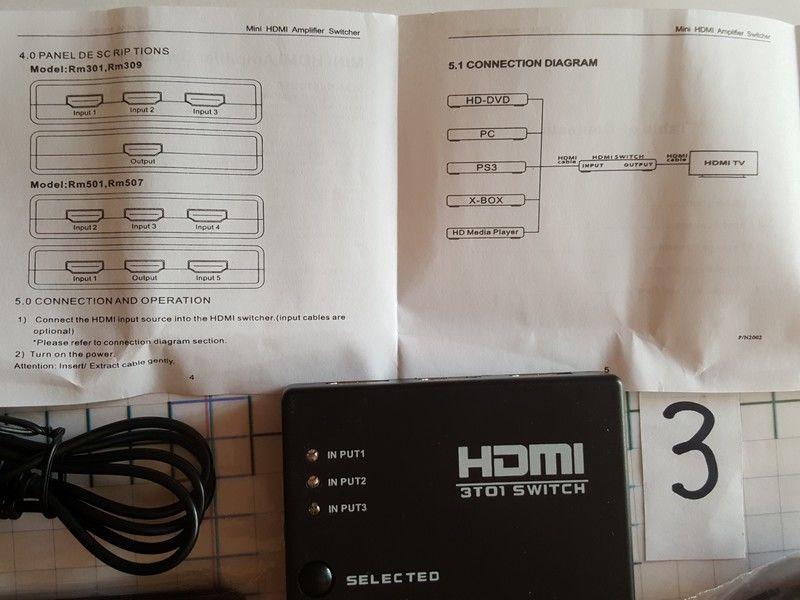 Mini HDMI Amplifier Switcher
4.0 PANEL DE SC RIP TIONS
Model:Rm301,Rm309
Input 1 Input 2 Input 3
Output
Model:Rm501,Rm507
Input 2 Input 3 Input 4
Input 1 Output Input 5
5.0 CONNECTION AND OPERATION
1) Connect the HDMI input source into the HDMI switcher.(input cables are
optional)
*Please refer to connection diagram section.
2) Turn on the power.
Attention: Insert/ Extract cable gently.
4
Mini HDMI Amplifier Switcher
5.1 CONNECTION DIAGRAM
HD-DVD
PC
PS3
X-BOX
HD Media Player
HDMI
cable
HDMI SWITCH
INPUT OUTPUT
HDMI
cable
HDMI TV
P/N2002
5
IN PUT1
IN PUT2
IN PUT3
HDMI
3TO1 SWITCH
SELECTED
3